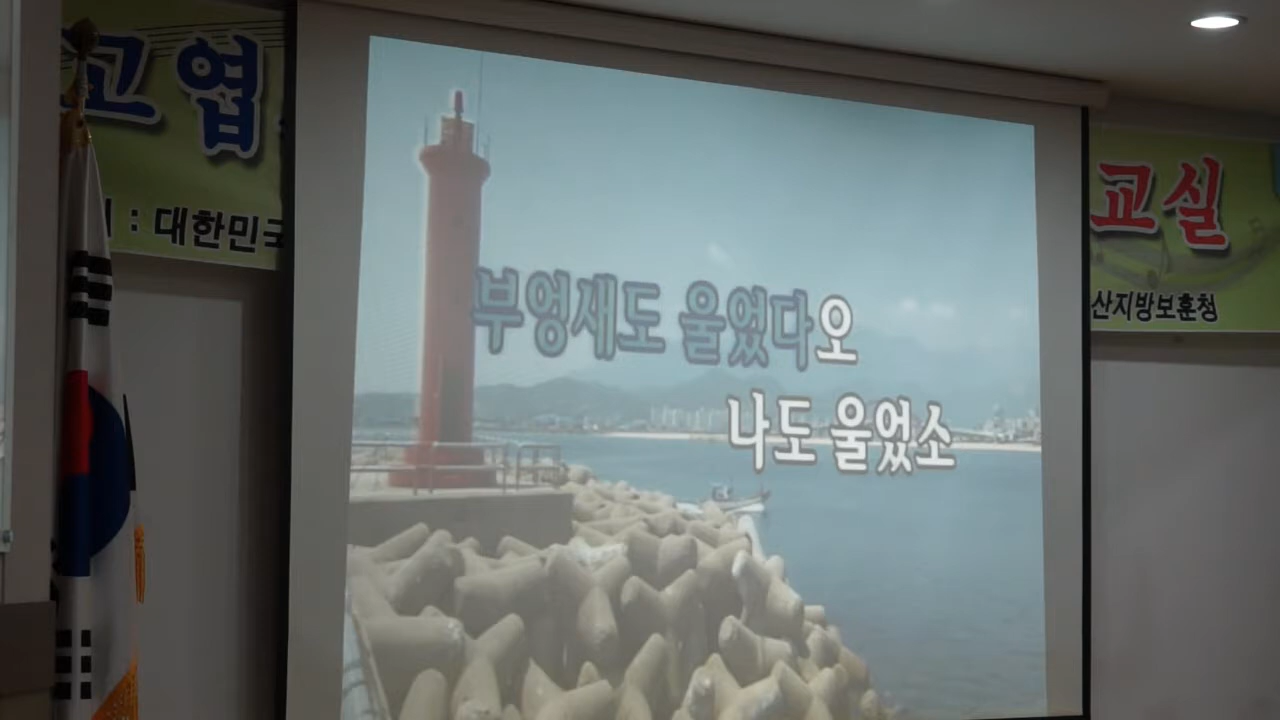 고엽
: 대한민국
부엉새도 울었다오
나도 울었소
교실
산지방보훈청